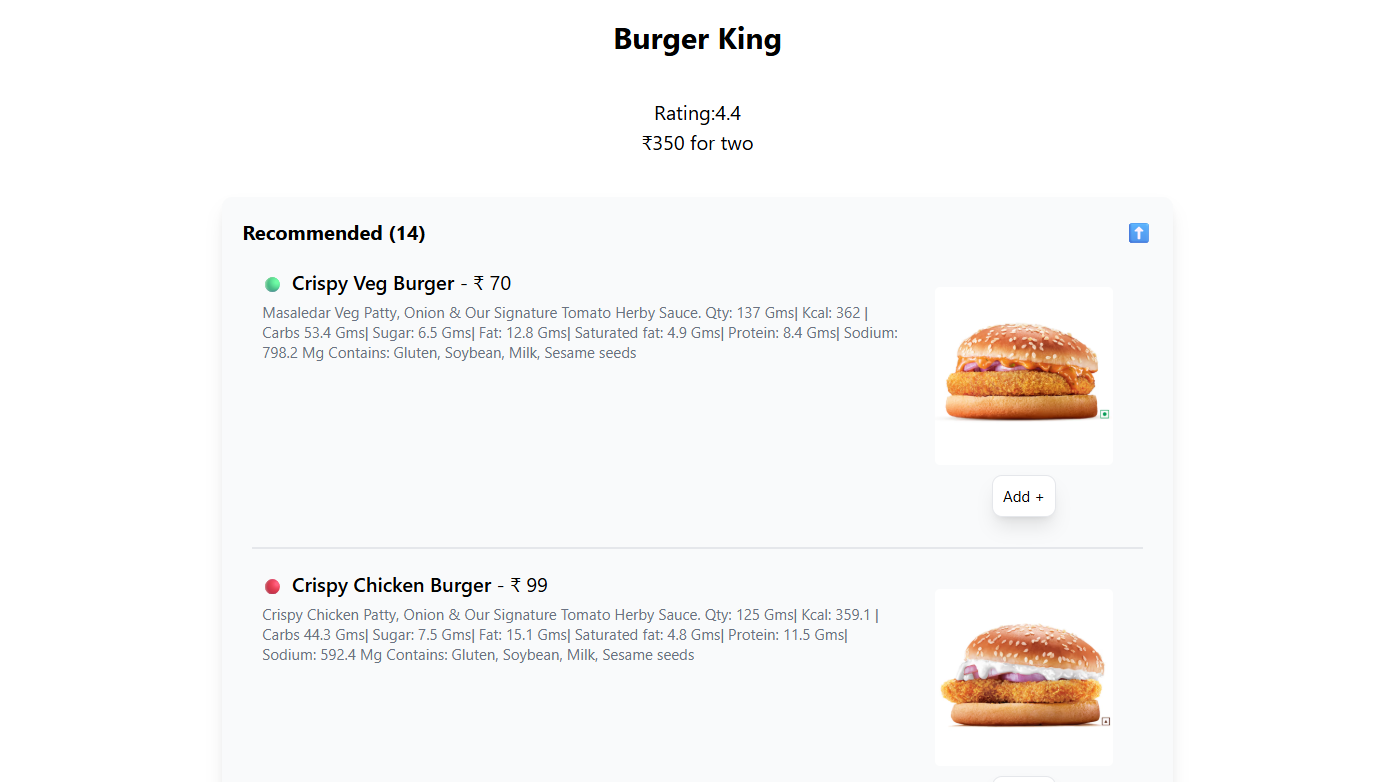 Burger King
Rating:4.4
₹350 for two
Recommended (14)
Crispy Veg Burger - ₹ 70
Masaledar Veg Patty, Onion & Our Signature Tomato Herby Sauce. Qty: 137 Gms| Kcal: 362 |
Carbs 53.4 Gms| Sugar: 6.5 Gms| Fat: 12.8 Gms| Saturated fat: 4.9 Gms| Protein: 8.4 Gms| Sodium:
798.2 Mg Contains: Gluten, Soybean, Milk, Sesame seeds
Add +
Crispy Chicken Burger - ₹ 99
Crispy Chicken Patty, Onion & Our Signature Tomato Herby Sauce. Qty: 125 Gms| Kcal: 359.1 |
Carbs 44.3 Gms| Sugar: 7.5 Gms| Fat: 15.1 Gms| Saturated fat: 4.8 Gms| Protein: 11.5 Gms|
Sodium: 592.4 Mg Contains: Gluten, Soybean, Milk, Sesame seeds